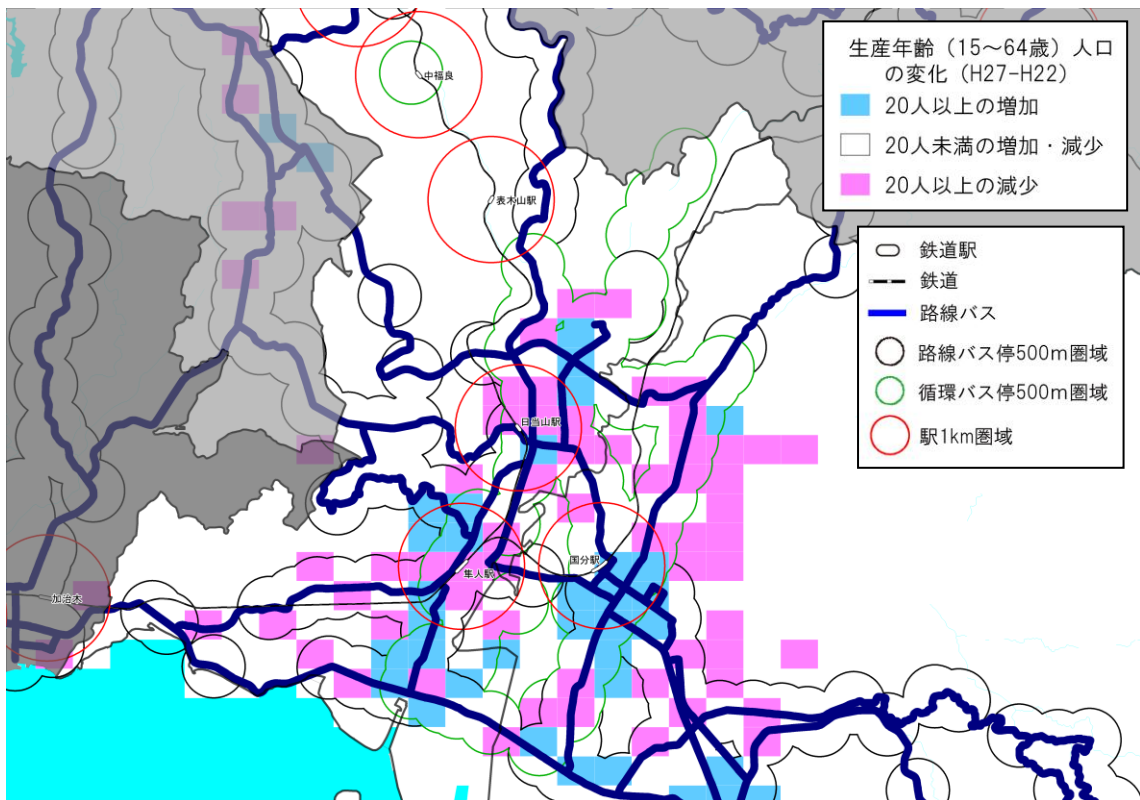 生産年齢（15～64歳）人口
の変化（H27-H22）
20人以上の増加
20人未満の増加・減少
20人以上の減少
鉄道駅
鉄道
路線バス
路線バス停500m圏域
循環バス停500m圏域
駅1km圏域
中福良
表木山駅
日当山駅
国分駅
隼人駅
加治木